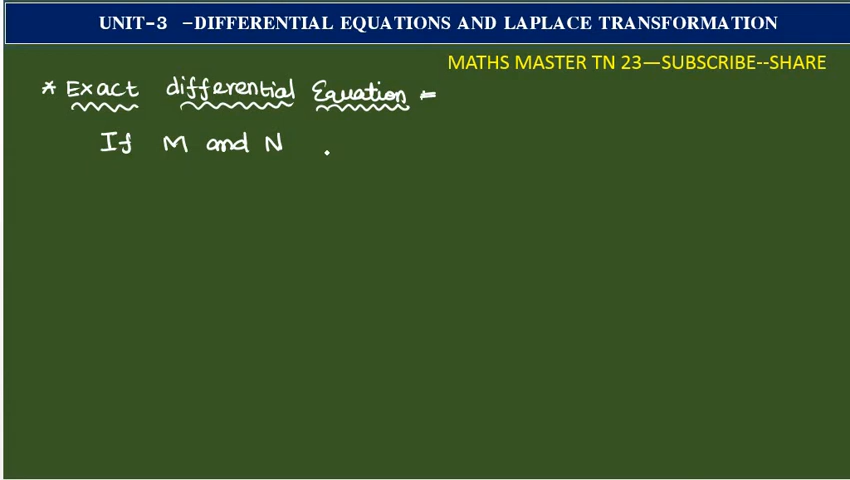 UNIT-3 -DIFFERENTIAL EQUATIONS AND LAPLACE TRANSFORMATION
MATHS MASTER TN 23—SUBSCRIBE--SHARE
* Exact differential Equation -
If M and N .